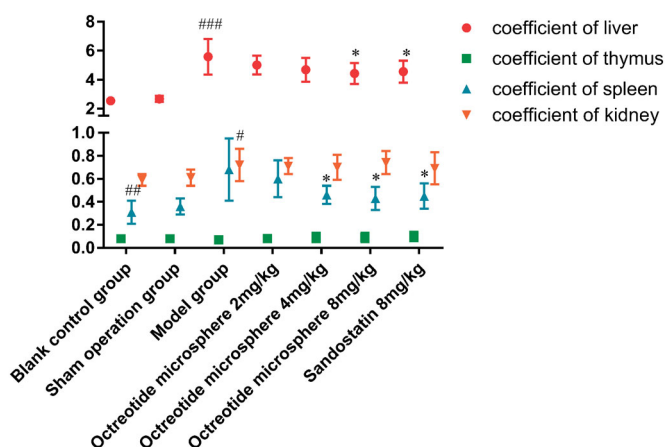 8
6
4
2
1.0
0.8
0.6
0.4
0.2
0.0
###
*
*
##
#
*
*
*
coefficient of liver
coefficient of thymus
coefficient of spleen
coefficient of kidney
Blank control group
Sham operation group
Model group
Octreotide microsphere 2mg/kg
Octreotide microsphere 4mg/kg
Octreotide microsphere 8mg/kg
Sandostatin 8mg/kg